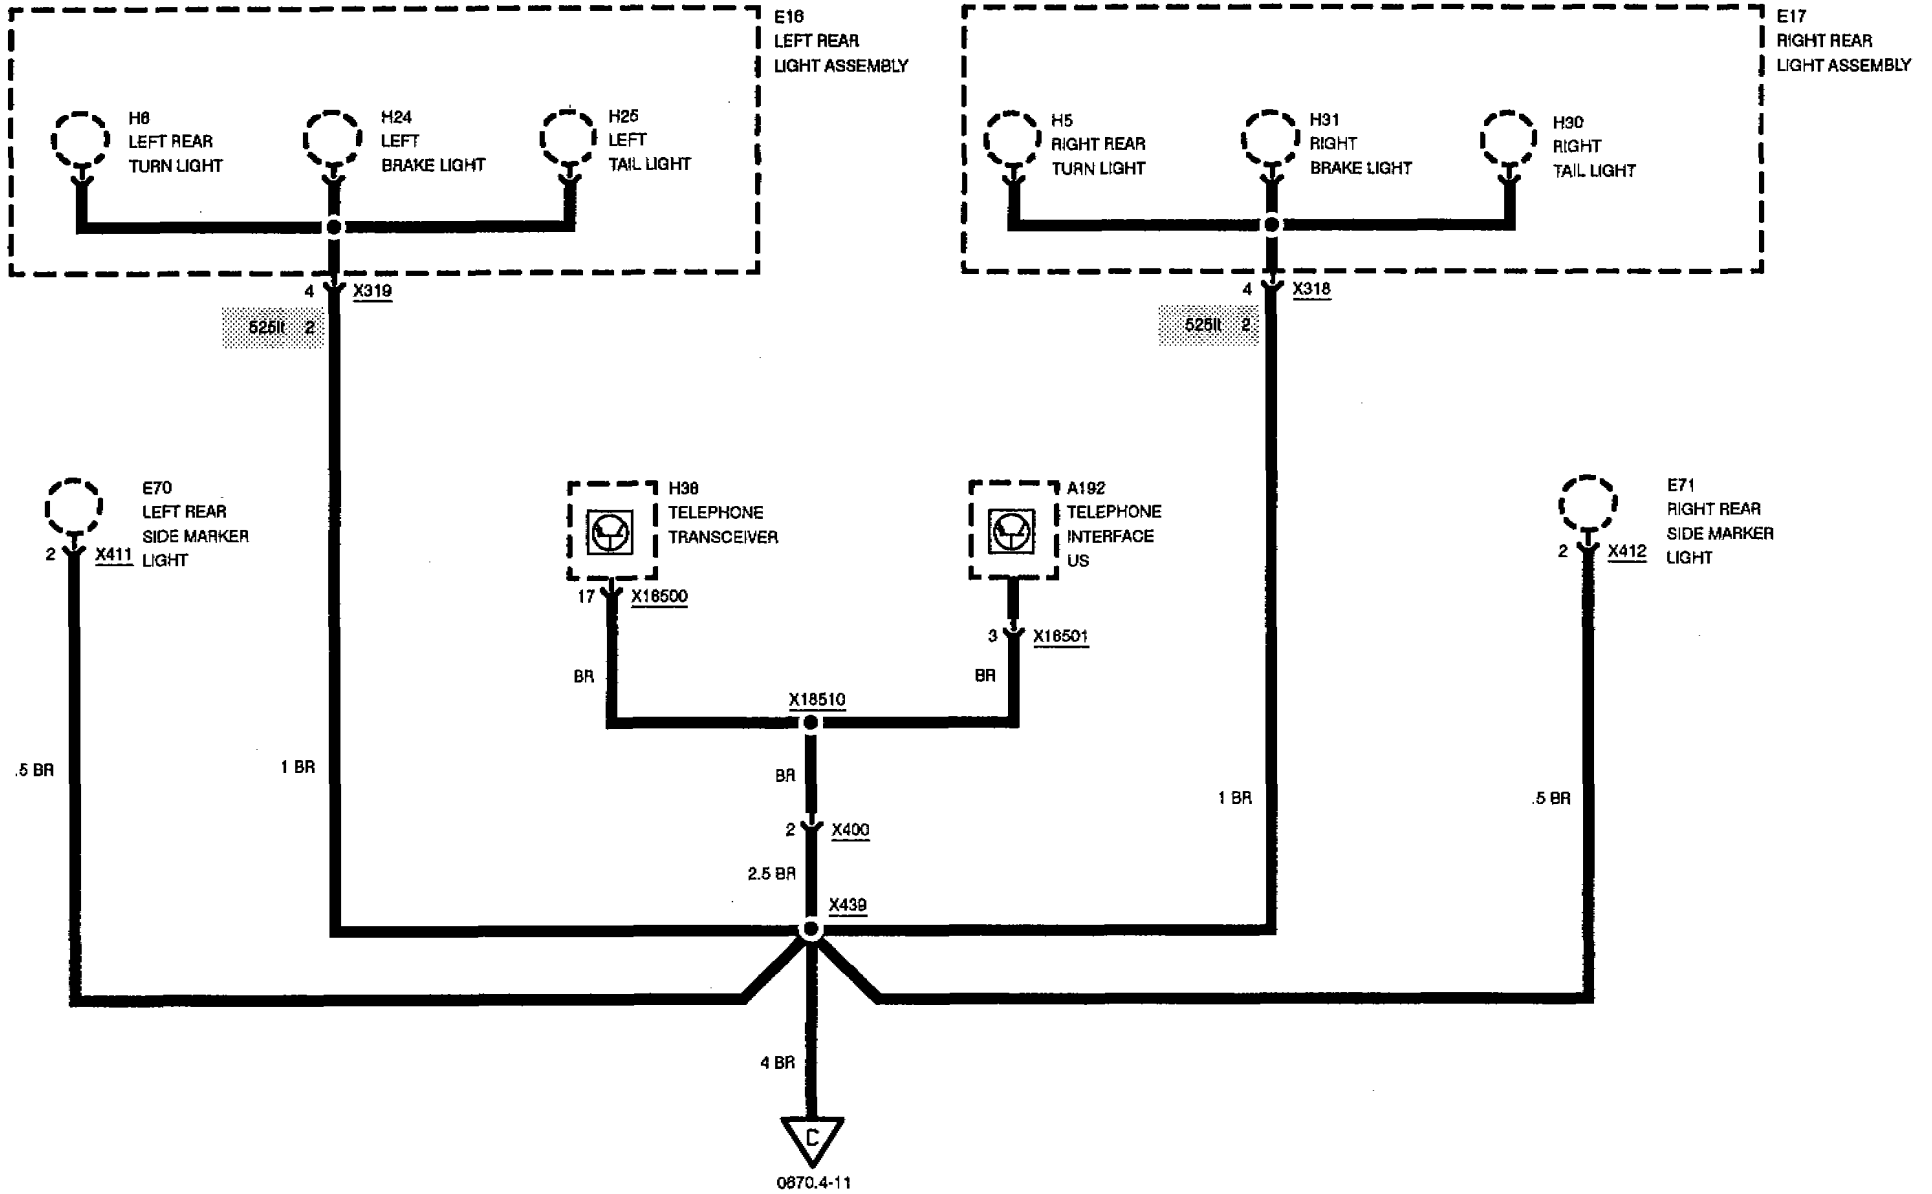 E16
LEFT REAR
LIGHT ASSEMBLY
E17
RIGHT REAR
LIGHT ASSEMBLY
H6
LEFT REAR
TURN LIGHT
H24
LEFT
BRAKE LIGHT
H25
LEFT
TAIL LIGHT
H5
RIGHT REAR
TURN LIGHT
H31
RIGHT
BRAKE LIGHT
H30
RIGHT
TAIL LIGHT
4 X319
525it 2
4 X318
525it 2
E70
LEFT REAR
SIDE MARKER
LIGHT
2 X411
H38
TELEPHONE
TRANSCEIVER
17 X18500
A192
TELEPHONE
INTERFACE
US
3 X18501
E71
RIGHT REAR
SIDE MARKER
LIGHT
2 X412
BR
BR
X18510
.5 BR
1 BR
BR
1 BR
.5 BR
2 X400
2.5 BR
X439
4 BR
C
0670.4-11